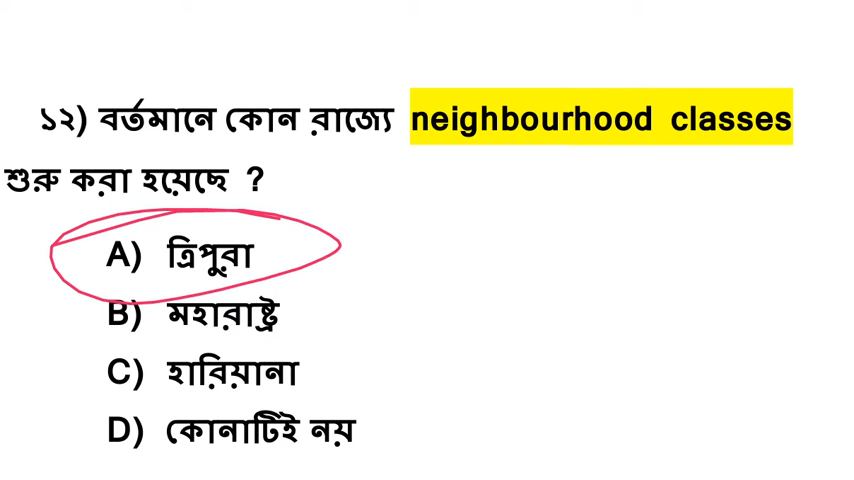 ১২) বর্তমানে কোন রাজ্যে neighbourhood classes
শুরু করা হয়েছে ?
A) ত্রিপুরা
B) মহারাষ্ট্র
C) হারিয়ানা
D) কোনাটিই নয়